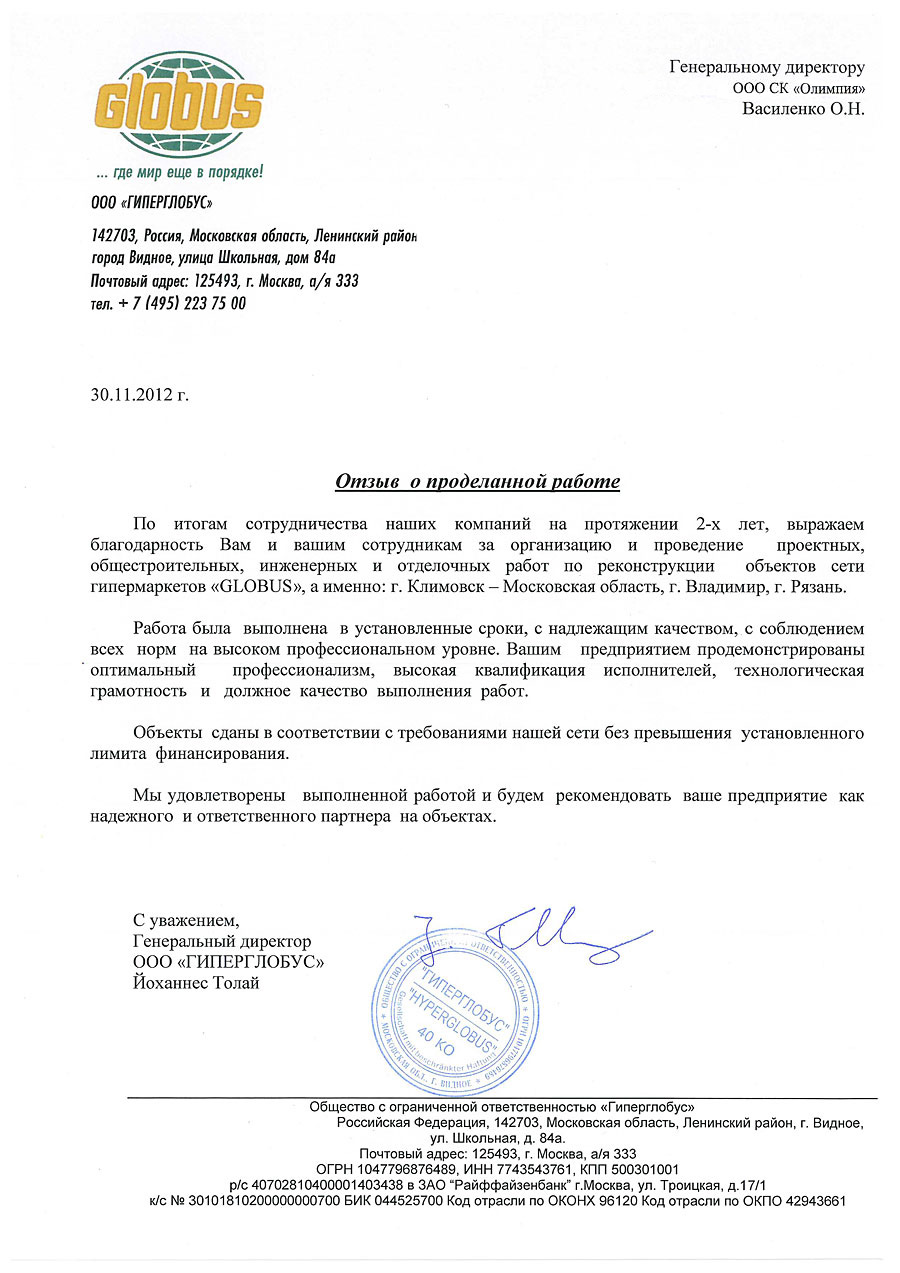 Globus
... где мир еще в порядке!
ООО «ГИПЕРГЛОБУС»
142703, Россия, Московская область, Ленинский район
город Видное, улица Школьная, дом 84а
Почтовый адрес: 125493, г. Москва, а/я 333
тел. + 7 (495) 223 75 00
Генеральному директору
ООО СК «Олимпия»
Василенко О.Н.
30.11.2012 г.
Отзыв о проделанной работе
По итогам сотрудничества наших компаний на протяжении 2-х лет, выражаем
благодарность Вам и вашим сотрудникам за организацию и проведение проектных,
общестроительных, инженерных и отделочных работ по реконструкции объектов сети
гипермаркетов «GLOBUS», а именно: г. Климовск – Московская область, г. Владимир, г. Рязань.
Работа была выполнена в установленные сроки, с надлежащим качеством, с соблюдением
всех норм на высоком профессиональном уровне. Вашим предприятием продемонстрированы
оптимальный профессионализм, высокая квалификация исполнителей, технологическая
грамотность и должное качество выполнения работ.
Объекты сданы в соответствии с требованиями нашей сети без превышения установленного
лимита финансирования.
Мы удовлетворены выполненной работой и будем рекомендовать ваше предприятие как
надежного и ответственного партнера на объектах.
С уважением,
Генеральный директор
ООО «ГИПЕРГЛОБУС»
Йоханнес Толай
ОБЩЕСТВО С ОГРАНИЧЕННОЙ ОТВЕТСТВЕННОСТЬЮ
МОСКОВСКАЯ ОБЛ., Г. ВИДНОЕ
Gesellschaft mit beschränkter Haftung
"ГИПЕРГЛОБУС"
"HYPERGLOBUS"
40 КО
Общество с ограниченной ответственностью «Гиперглобус»
Российская Федерация, 142703, Московская область, Ленинский район, г. Видное,
ул. Школьная, д. 84а.
Почтовый адрес: 125493, г. Москва, а/я 333
ОГРН 1047796876489, ИНН 7743543761, КПП 500301001
р/с 40702810400001403438 в ЗАО “Райффайзенбанк” г.Москва, ул. Троицкая, д.17/1
к/с № 30101810200000000700 БИК 044525700 Код отрасли по ОКОНХ 96120 Код отрасли по ОКПО 42943661